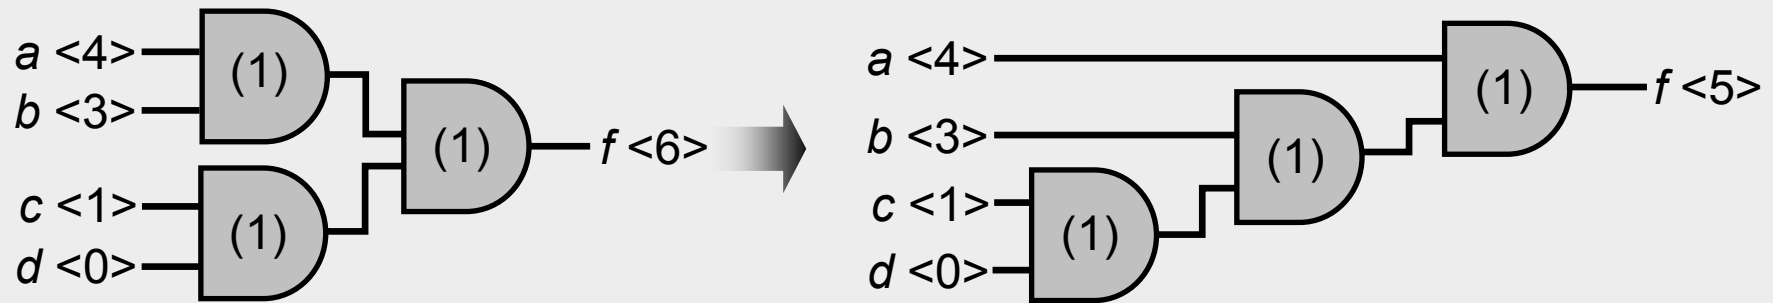 a <4>
b <3>
(1)
(1)
f <6>
c <1>
d <0>
(1)
a <4>
b <3>
(1)
(1)
f <5>
c <1>
d <0>
(1)